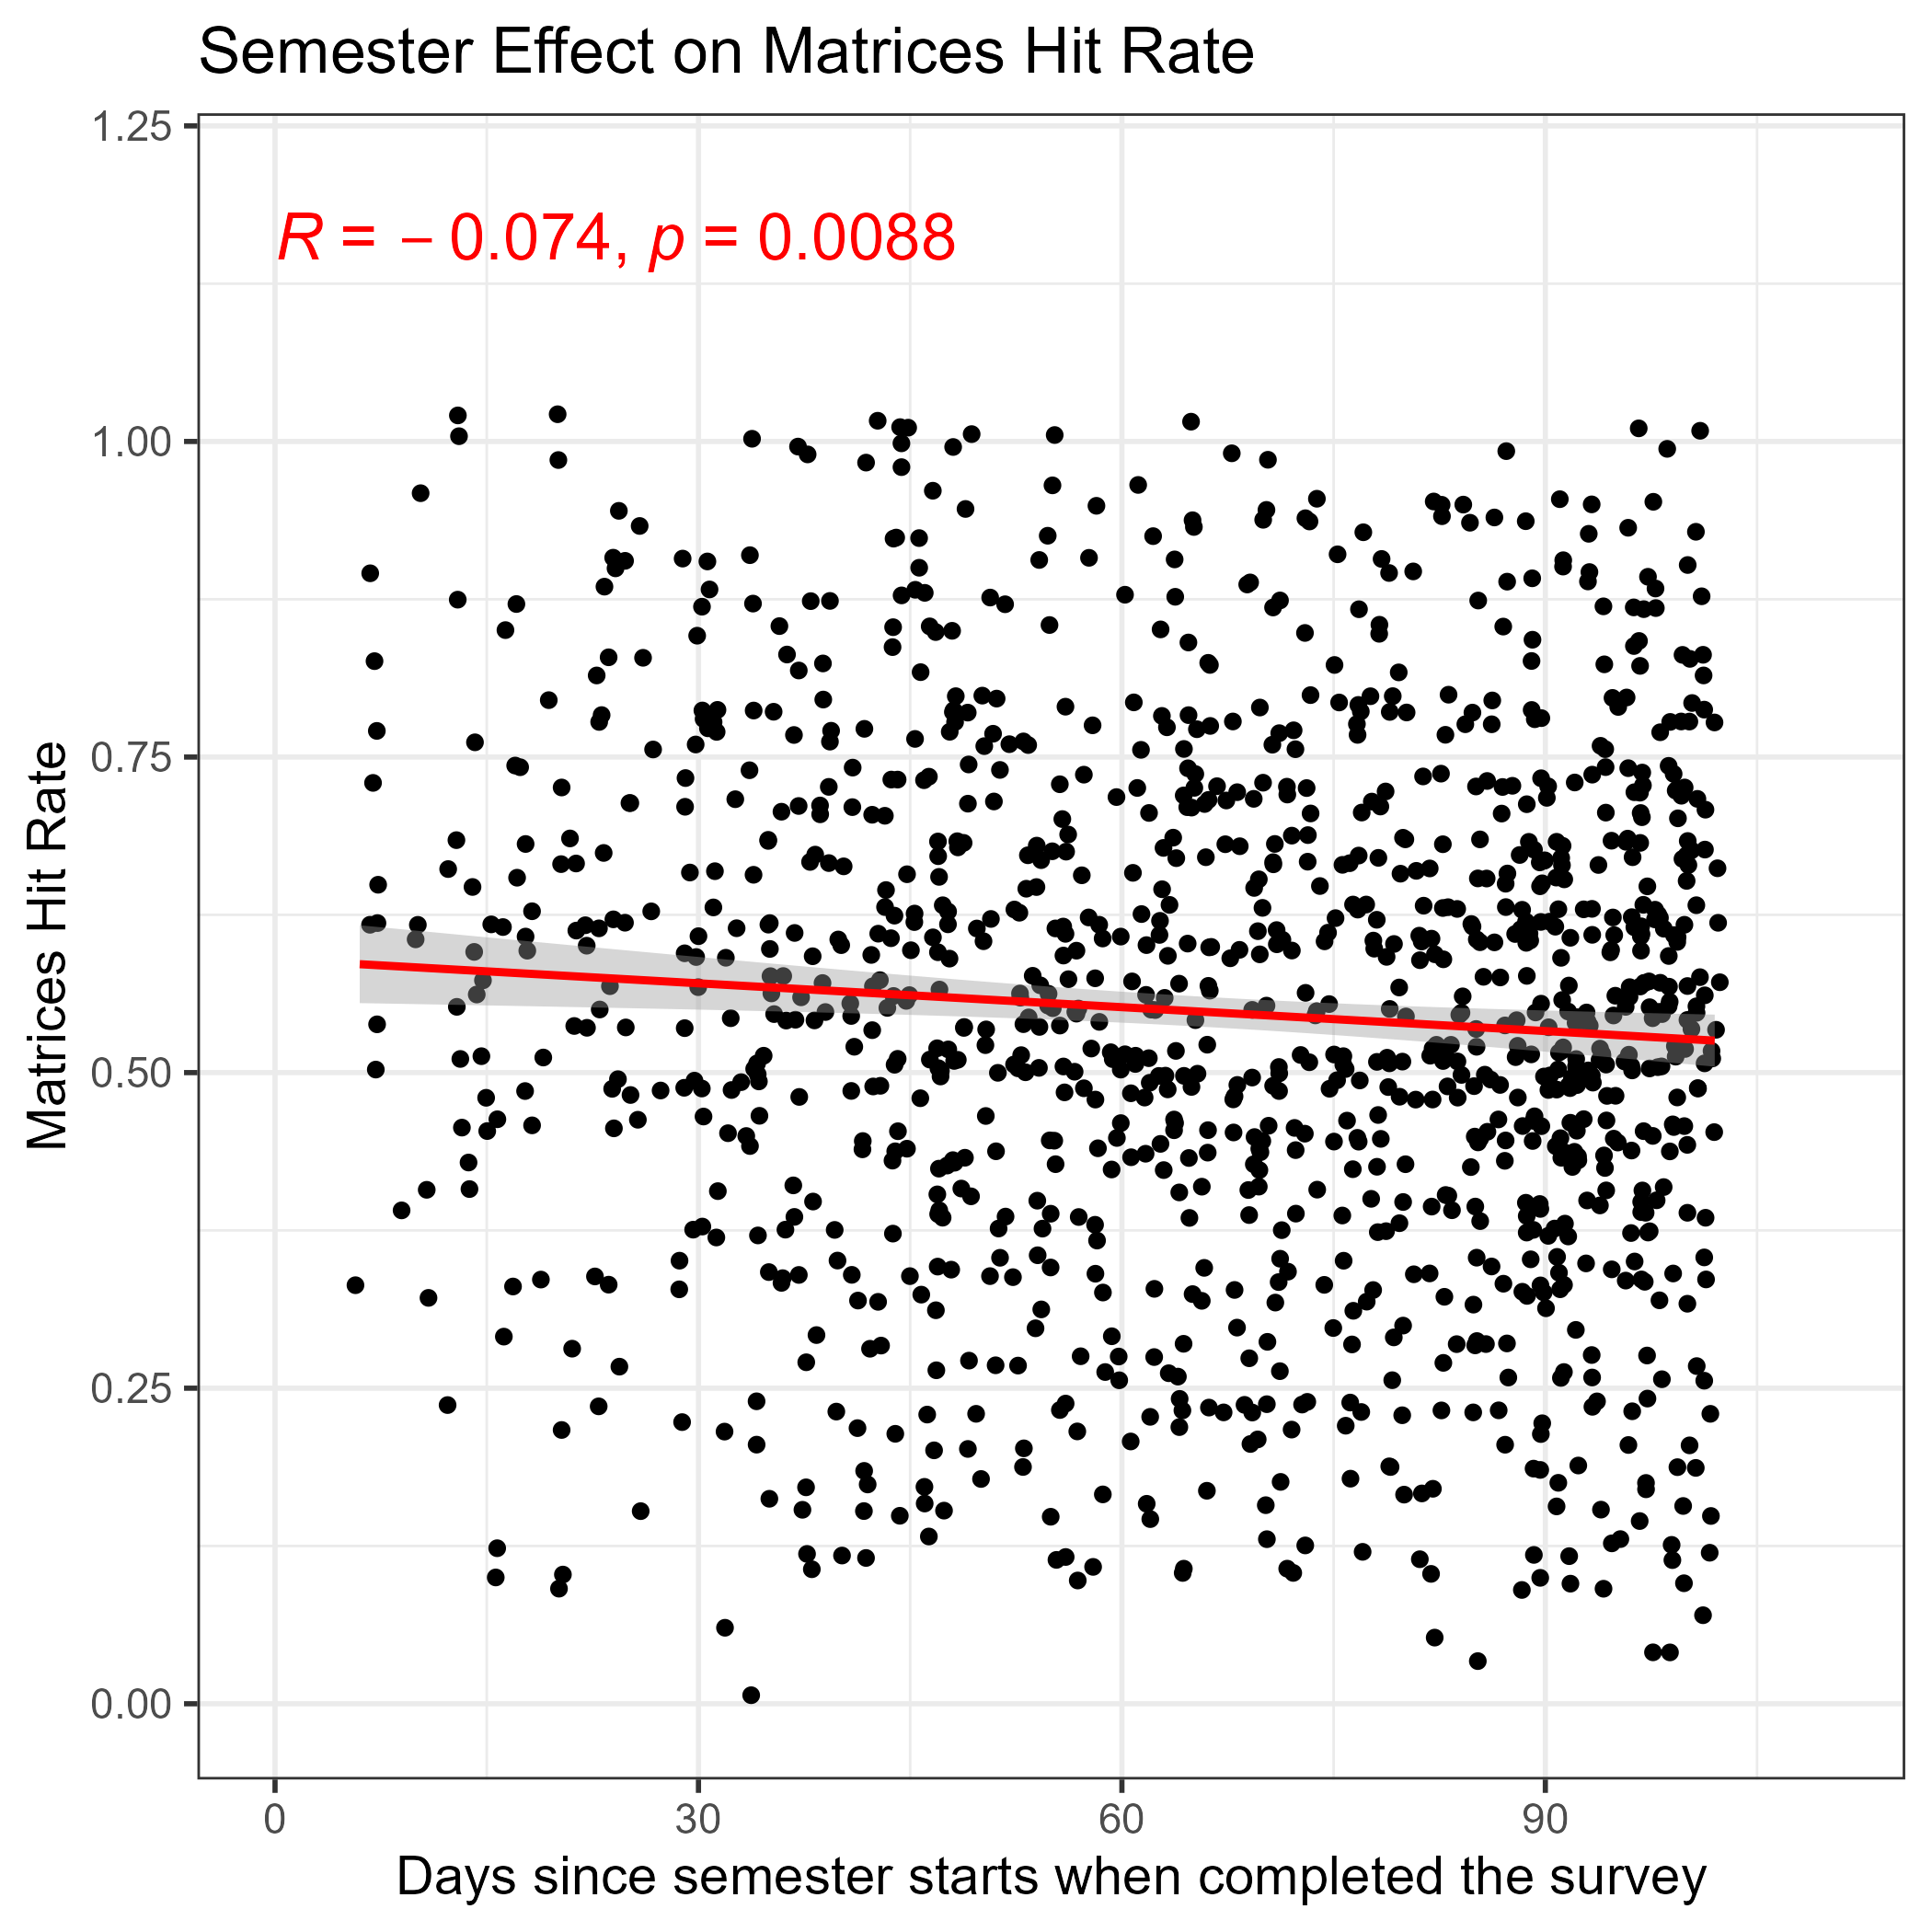 Semester Effect on Matrices Hit Rate
1.25
R = − 0.074, p = 0.0088
1.00
0.75
Matrices Hit Rate
0.50
0.25
0.00
0 30 60 90
Days since semester starts when completed the survey